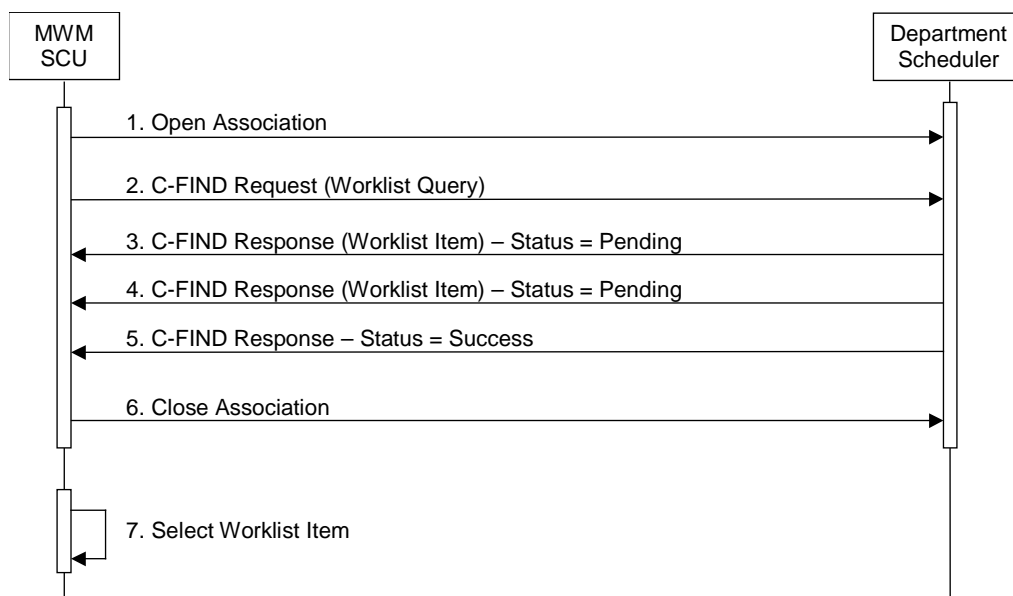 MWM
SCU
Department
Scheduler
1. Open Association
2. C-FIND Request (Worklist Query)
3. C-FIND Response (Worklist Item) – Status = Pending
4. C-FIND Response (Worklist Item) – Status = Pending
5. C-FIND Response – Status = Success
6. Close Association
7. Select Worklist Item